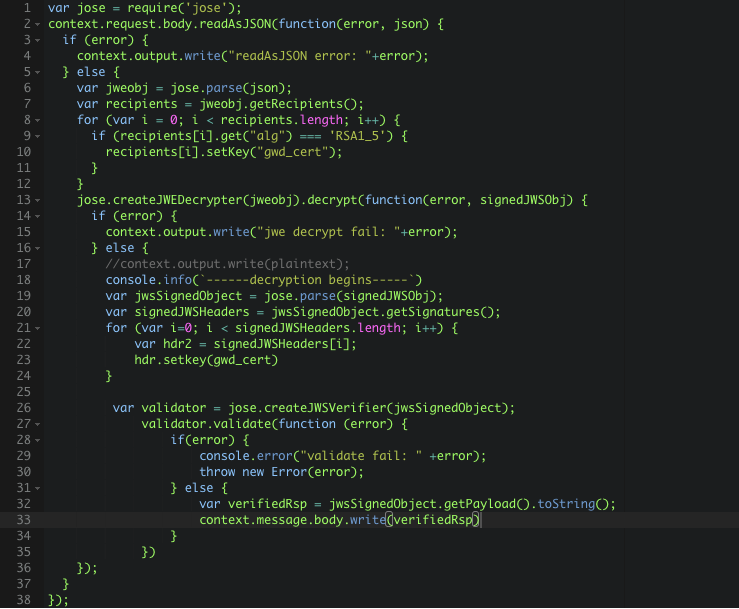 1 var jose = require('jose');
2 context.request.body.readAsJSON(function(error, json) {
3   if (error) {
4     context.output.write("readAsJSON error: "+error);
5   } else {
6     var jweobj = jose.parse(json);
7     var recipients = jweobj.getRecipients();
8     for (var i = 0; i < recipients.length; i++) {
9       if (recipients[i].get("alg") === 'RSA1_5') {
10         recipients[i].setKey("gwd_cert");
11       }
12     }
13     jose.createJWEDecrypter(jweobj).decrypt(function(error, signedJWSObj) {
14       if (error) {
15         context.output.write("jwe decrypt fail: "+error);
16       } else {
17         //context.output.write(plaintext);
18         console.info(`------decryption begins-----`)
19         var jwsSignedObject = jose.parse(signedJWSObj);
20         var signedJWSHeaders = jwsSignedObject.getSignatures();
21         for (var i=0; i < signedJWSHeaders.length; i++) {
22             var hdr2 = signedJWSHeaders[i];
23             hdr.setkey(gwd_cert)
24         }
25
26          var validator = jose.createJWSVerifier(jwsSignedObject);
27              validator.validate(function (error) {
28                  if(error) {
29                      console.error("validate fail: " +error);
30                      throw new Error(error);
31                  } else {
32                      var verifiedRsp = jwsSignedObject.getPayload().toString();
33                      context.message.body.write(verifiedRsp)
34                  }
35              })
36     });
37   }
38 });